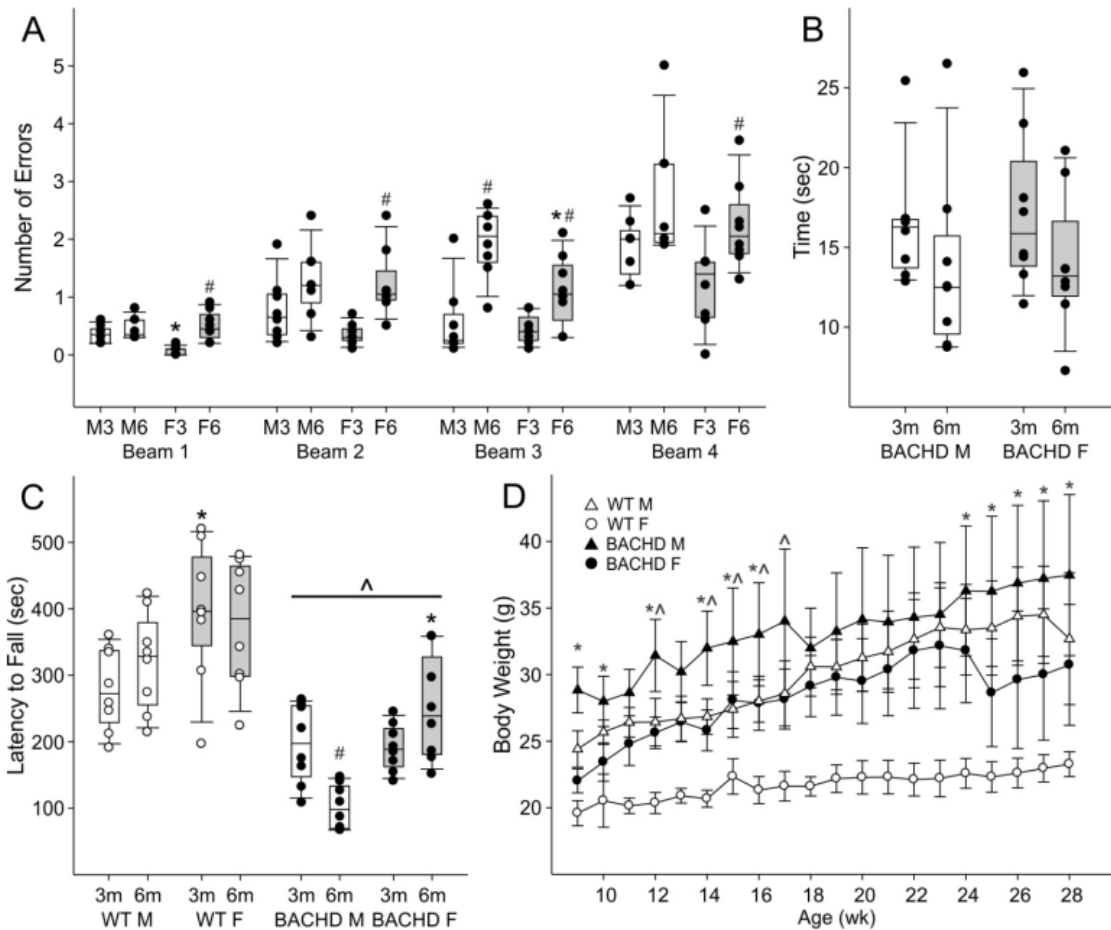 A
Number of Errors
5
4
3
2
1
0
#
*
#
#
*#
#
M3 M6 F3 F6 M3 M6 F3 F6 M3 M6 F3 F6 M3 M6 F3 F6
Beam 1 Beam 2 Beam 3 Beam 4
B
Time (sec)
25
20
15
10
3m 6m 3m 6m
BACHD M BACHD F
C
Latency to Fall (sec)
500
400
300
200
100
*
^
#
*
3m 6m 3m 6m 3m 6m 3m 6m
WT M WT F BACHD M BACHD F
D
WT M
WT F
BACHD M
BACHD F
Body Weight (g)
40
35
30
25
20
* * *^ *^ *^ *^ ^ * * * * *
10 12 14 16 18 20 22 24 26 28
Age (wk)